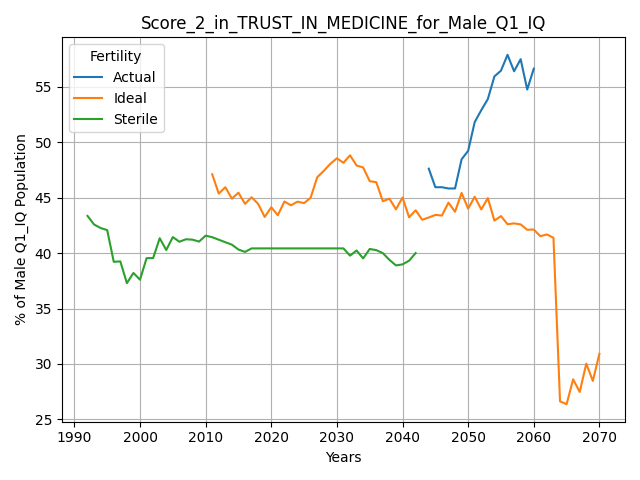 Score_2_in_TRUST_IN_MEDICINE_for_Male_Q1_IQ
Fertility
Actual
Ideal
Sterile
% of Male Q1_IQ Population
55
50
45
40
35
30
25
1990 2000 2010 2020 2030 2040 2050 2060 2070
Years